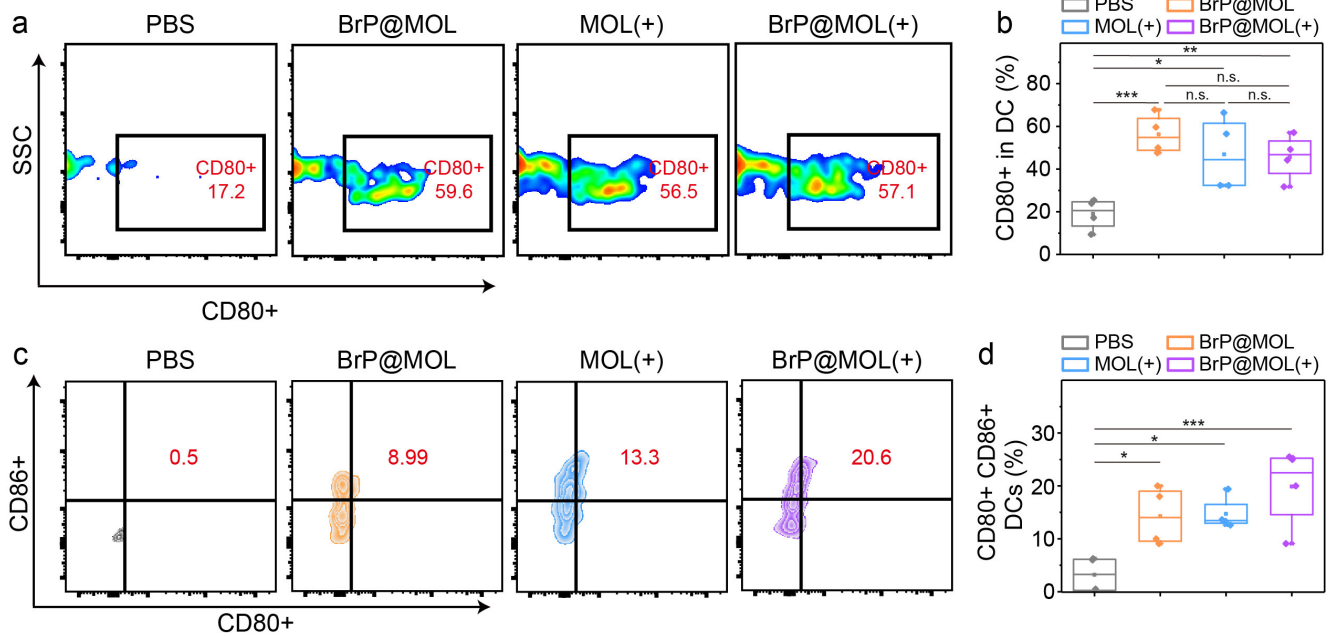 a
PBS
BrP@MOL
MOL(+)
BrP@MOL(+)
SSC
CD80+
17.2
CD80+
59.6
CD80+
56.5
CD80+
57.1
CD80+
b
PBS
BrP@MOL
MOL(+)
BrP@MOL(+)
CD80+ in DC (%)
80
60
40
20
0
**
*
n.s.
***
n.s.
n.s.
c
PBS
BrP@MOL
MOL(+)
BrP@MOL(+)
CD86+
0.5
8.99
13.3
20.6
CD80+
d
PBS
BrP@MOL
MOL(+)
BrP@MOL(+)
CD80+ CD86+
DCs (%)
30
20
10
0
***
*
*